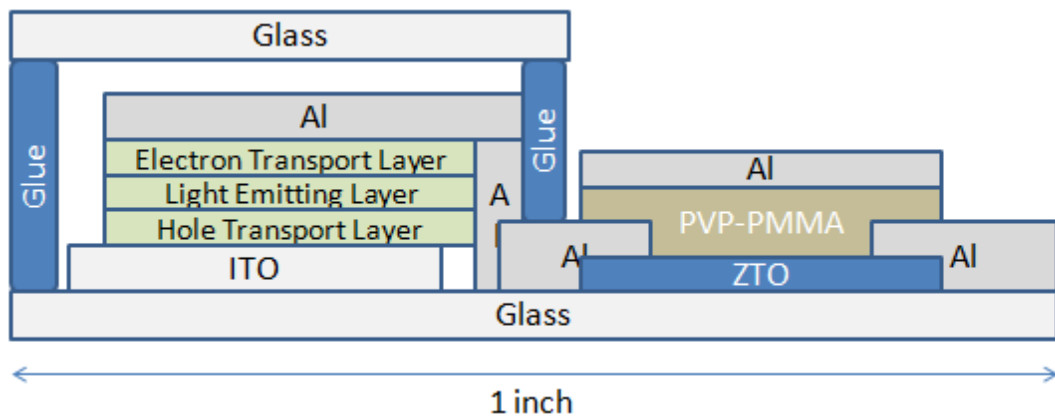 Glass
Glue
Al
Glue
Electron Transport Layer
Light Emitting Layer
Hole Transport Layer
ITO
A
Al
Al
PVP-PMMA
ZTO
Al
Glass
1 inch